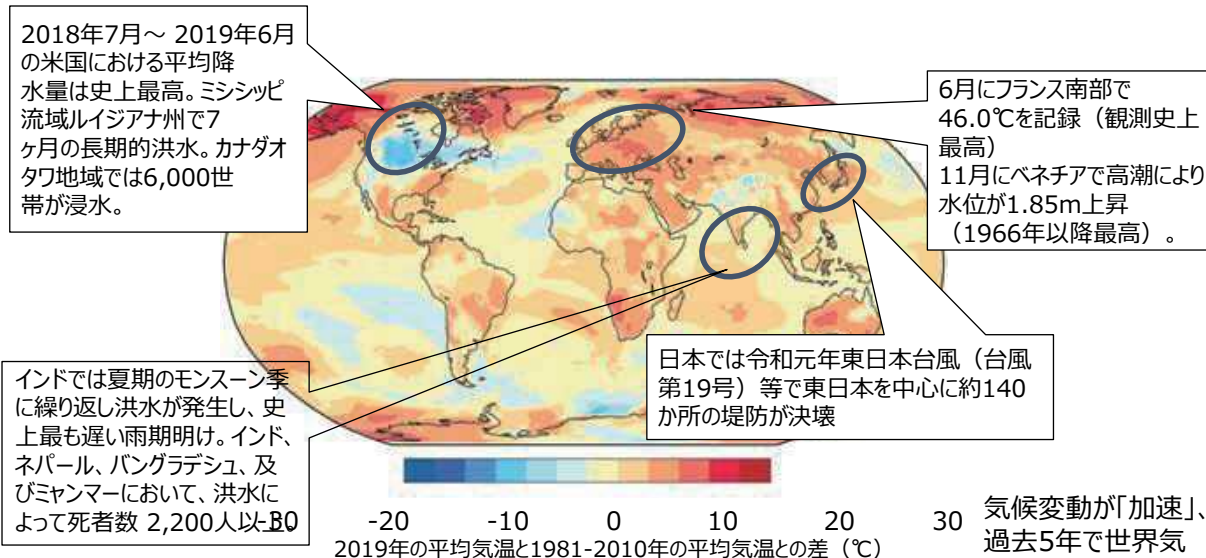 2018年7月～ 2019年6月
の米国における平均降
水量は史上最高。ミシシッピ
流域ルイジアナ州で7
ヶ月の長期的洪水。カナダオ
タワ地域では6,000世
帯が浸水。
6月にフランス南部で
46.0℃を記録（観測史上
最高）
11月にベネチアで高潮により
水位が1.85m上昇
（1966年以降最高）。
日本では令和元年東日本台風（台風
第19号）等で東日本を中心に約140
か所の堤防が決壊
インドでは夏期のモンスーン季
に繰り返し洪水が発生し、史
上最も遅い雨期明け。インド、
ネパール、バングラデシュ、及
びミャンマーにおいて、洪水に
よって死者数 2,200人以上。
-30 -20 -10 0 10 20 30
2019年の平均気温と1981-2010年の平均気温との差（℃）
気候変動が「加速」、
過去5年で世界気